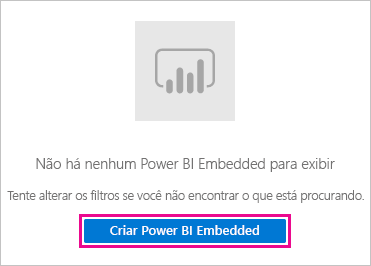 Não há nenhum Power BI Embedded para exibir
Tente alterar os filtros se você não encontrar o que está procurando.
Criar Power BI Embedded